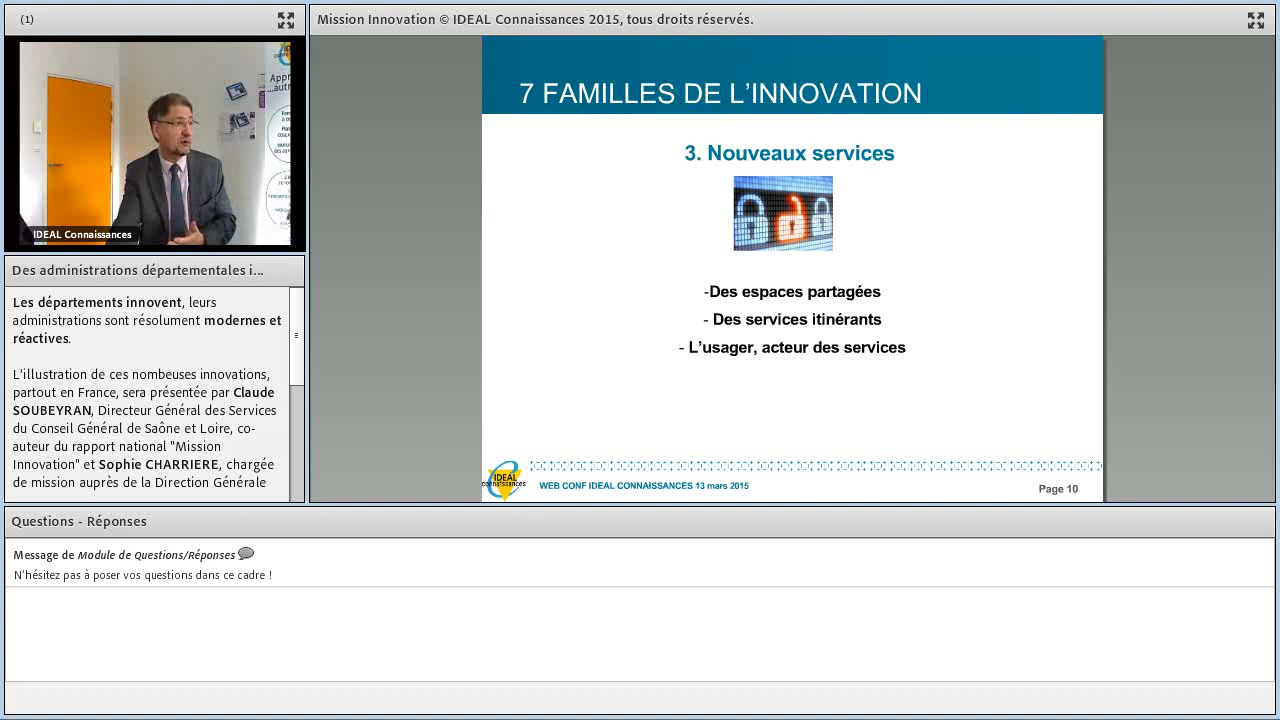 (1)
Mission Innovation © IDEAL Connaissances 2015, tous droits réservés.
Appr
...autr
IDEAL Connaissances
7 FAMILLES DE L'INNOVATION
3. Nouveaux services
-Des espaces partagées
- Des services itinérants
- L'usager, acteur des services
IDEAL
connaissances
WEB CONF IDEAL CONNAISSANCES 13 mars 2015
Page 10
Des administrations départementales i...
Les départements innovent, leurs
administrations sont résolument modernes et
réactives.
L'illustration de ces nombeuses innovations,
partout en France, sera présentée par Claude
SOUBEYRAN, Directeur Général des Services
du Conseil Général de Saône et Loire, co-
auteur du rapport national "Mission
Innovation" et Sophie CHARRIERE, chargée
de mission auprès de la Direction Générale
Questions - Réponses
Message de Module de Questions/Réponses
N'hésitez pas à poser vos questions dans ce cadre !